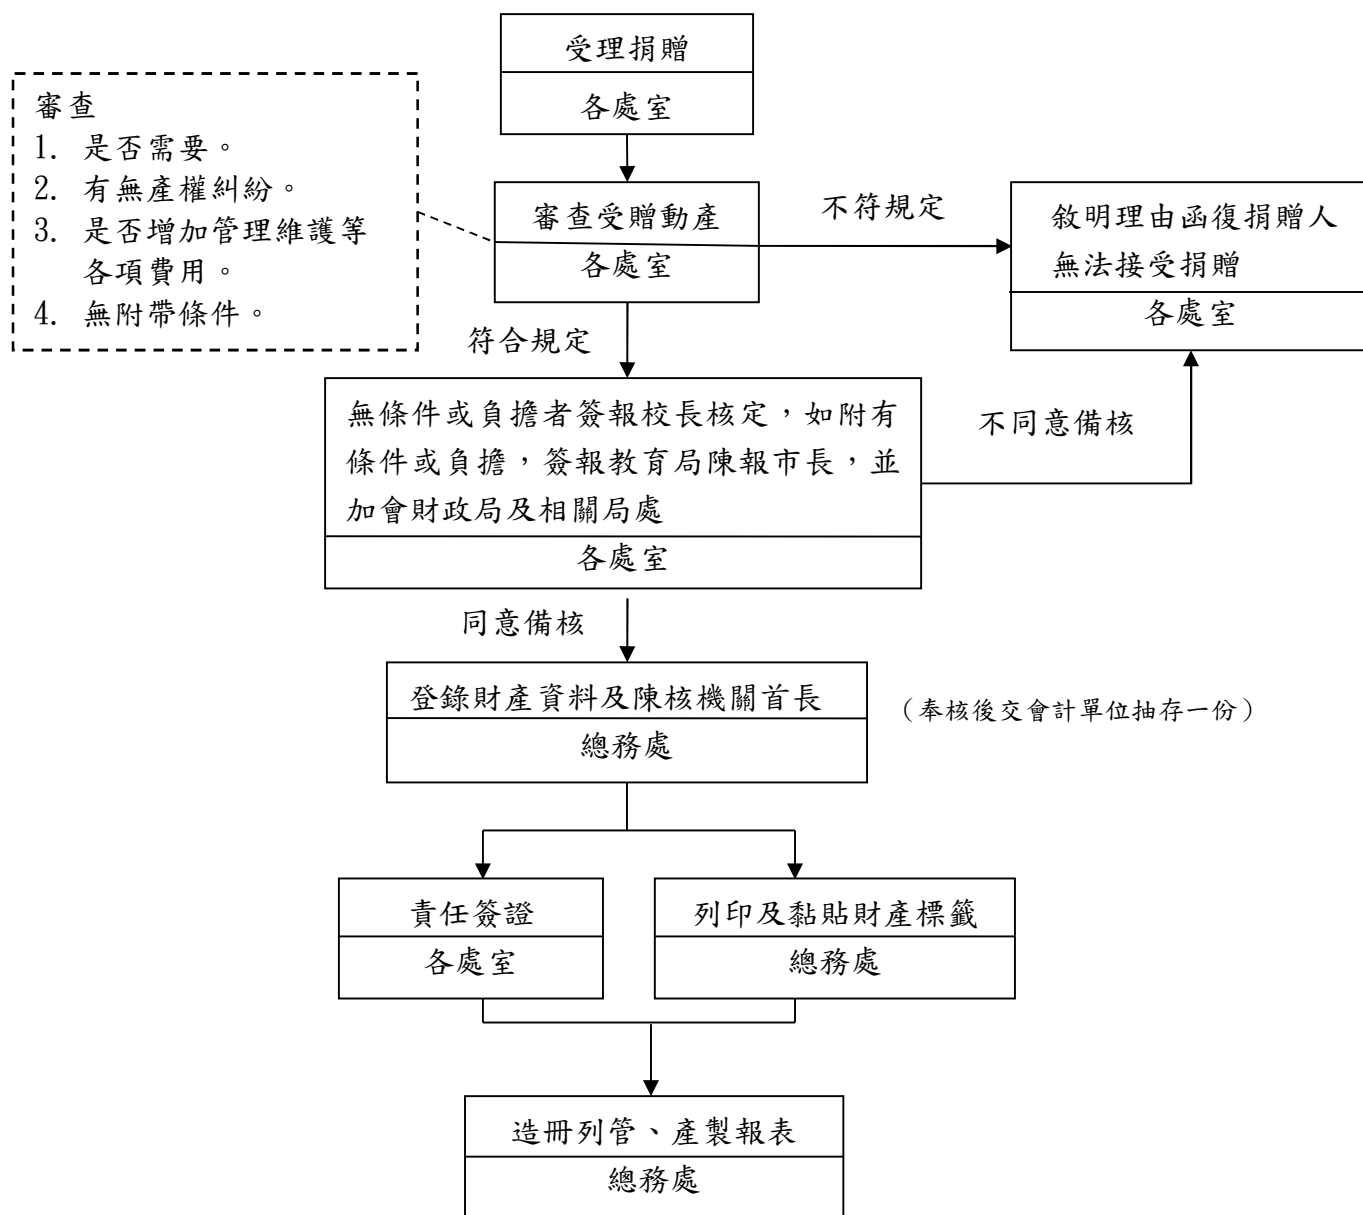 受理捐贈
各處室
審查
1. 是否需要。
2. 有無產權糾紛。
3. 是否增加管理維護等
各項費用。
4. 無附帶條件。
審查受贈動產
各處室
不符規定
敘明理由函復捐贈人
無法接受捐贈
各處室
符合規定
無條件或負擔者簽報校長核定，如附有
條件或負擔，簽報教育局陳報市長，並
加會財政局及相關局處
各處室
不同意備核
同意備核
登錄財產資料及陳核機關首長
總務處
（奉核後交會計單位抽存一份）
責任簽證
各處室
列印及黏貼財產標籤
總務處
造冊列管、產製報表
總務處